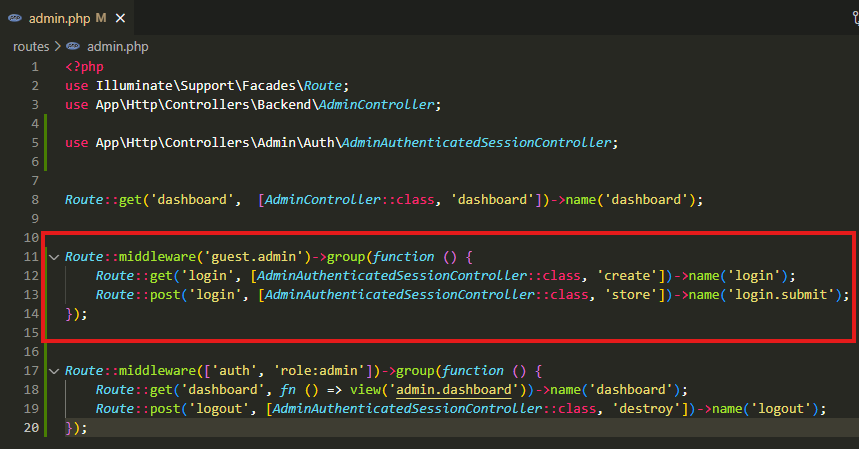 admin.php M ×
routes > admin.php
1 <?php
2 use Illuminate\Support\Facades\Route;
3 use App\Http\Controllers\Backend\AdminController;
4
5 use App\Http\Controllers\Admin\Auth\AdminAuthenticatedSessionController;
6
7
8 Route::get('dashboard',  [AdminController::class, 'dashboard'])->name('dashboard');
9
10
11 Route::middleware('guest.admin')->group(function () {
12     Route::get('login', [AdminAuthenticatedSessionController::class, 'create'])->name('login');
13     Route::post('login', [AdminAuthenticatedSessionController::class, 'store'])->name('login.submit');
14 });
15
16
17 Route::middleware(['auth', 'role:admin'])->group(function () {
18     Route::get('dashboard', fn () => view('admin.dashboard'))->name('dashboard');
19     Route::post('logout', [AdminAuthenticatedSessionController::class, 'destroy'])->name('logout');
20 });